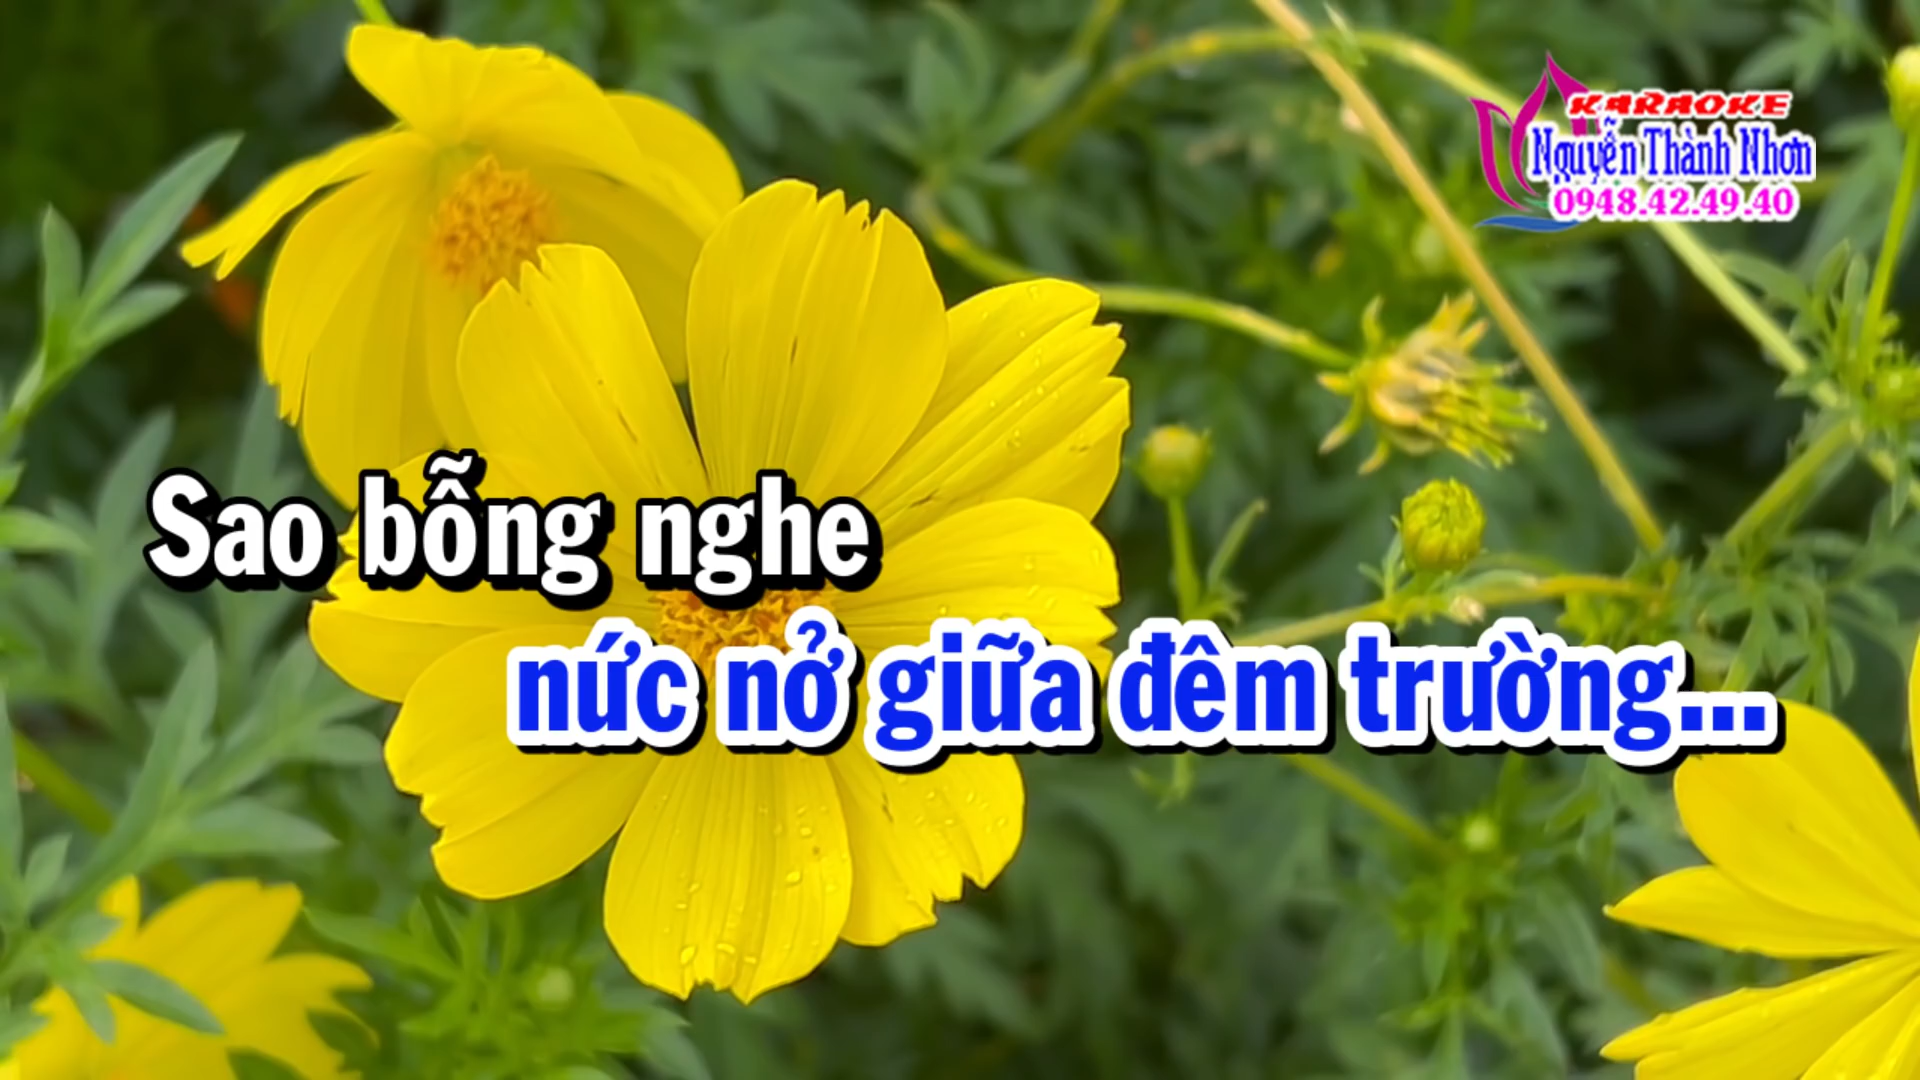 KARAOKE
Nguyễn Thành Nhơn
0948.42.49.40
Sao bỗng nghe
nức nở giữa đêm trường...